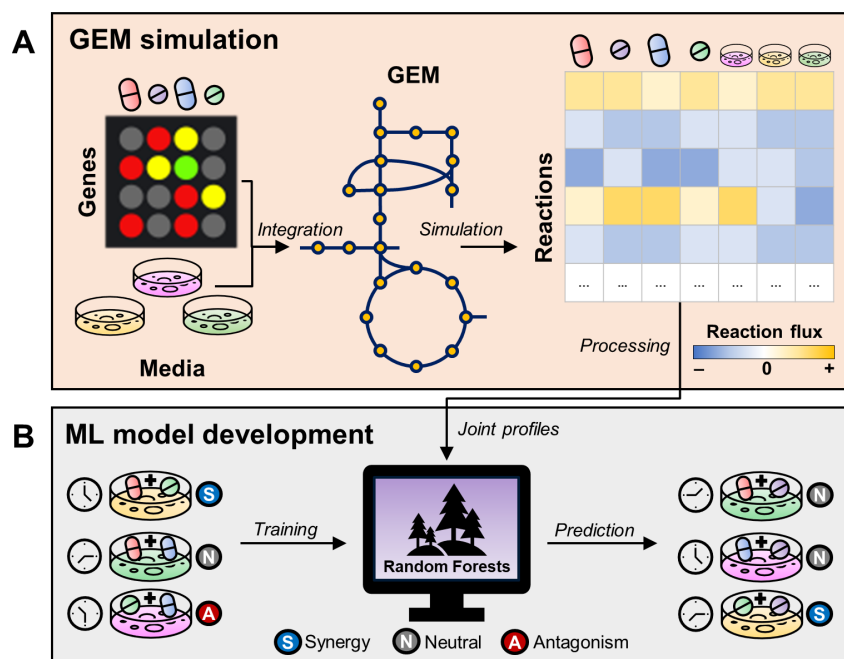 A
GEM simulation
GEM
Genes
Integration
Simulation
Reactions
... ... ... ... ... ... ...
Media
Processing
Reaction flux
– 0 +
B
ML model development
Joint profiles
+ S
+ N
+ A
Training
Random Forests
Prediction
+ N
+ N
+ S
S Synergy N Neutral A Antagonism